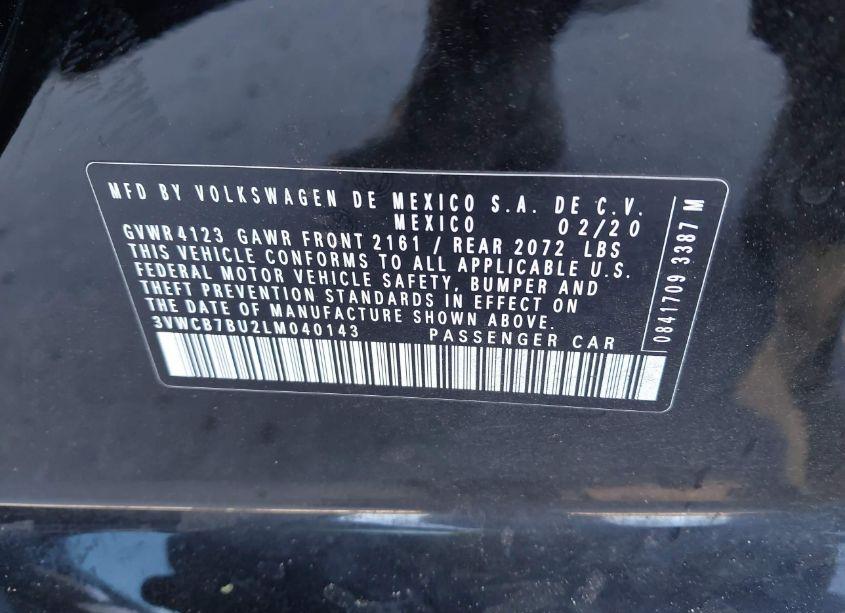 MFD BY VOLKSWAGEN DE MEXICO S.A. DE C.V.
MEXICO 02/20
GVWR 4123 GAWR FRONT 2161 / REAR 2072 LBS
THIS VEHICLE CONFORMS TO ALL APPLICABLE U.S.
FEDERAL MOTOR VEHICLE SAFETY, BUMPER AND
THEFT PREVENTION STANDARDS IN EFFECT ON
THE DATE OF MANUFACTURE SHOWN ABOVE.
3VWCB7BU2LM040143 PASSENGER CAR
0841709 3387 M